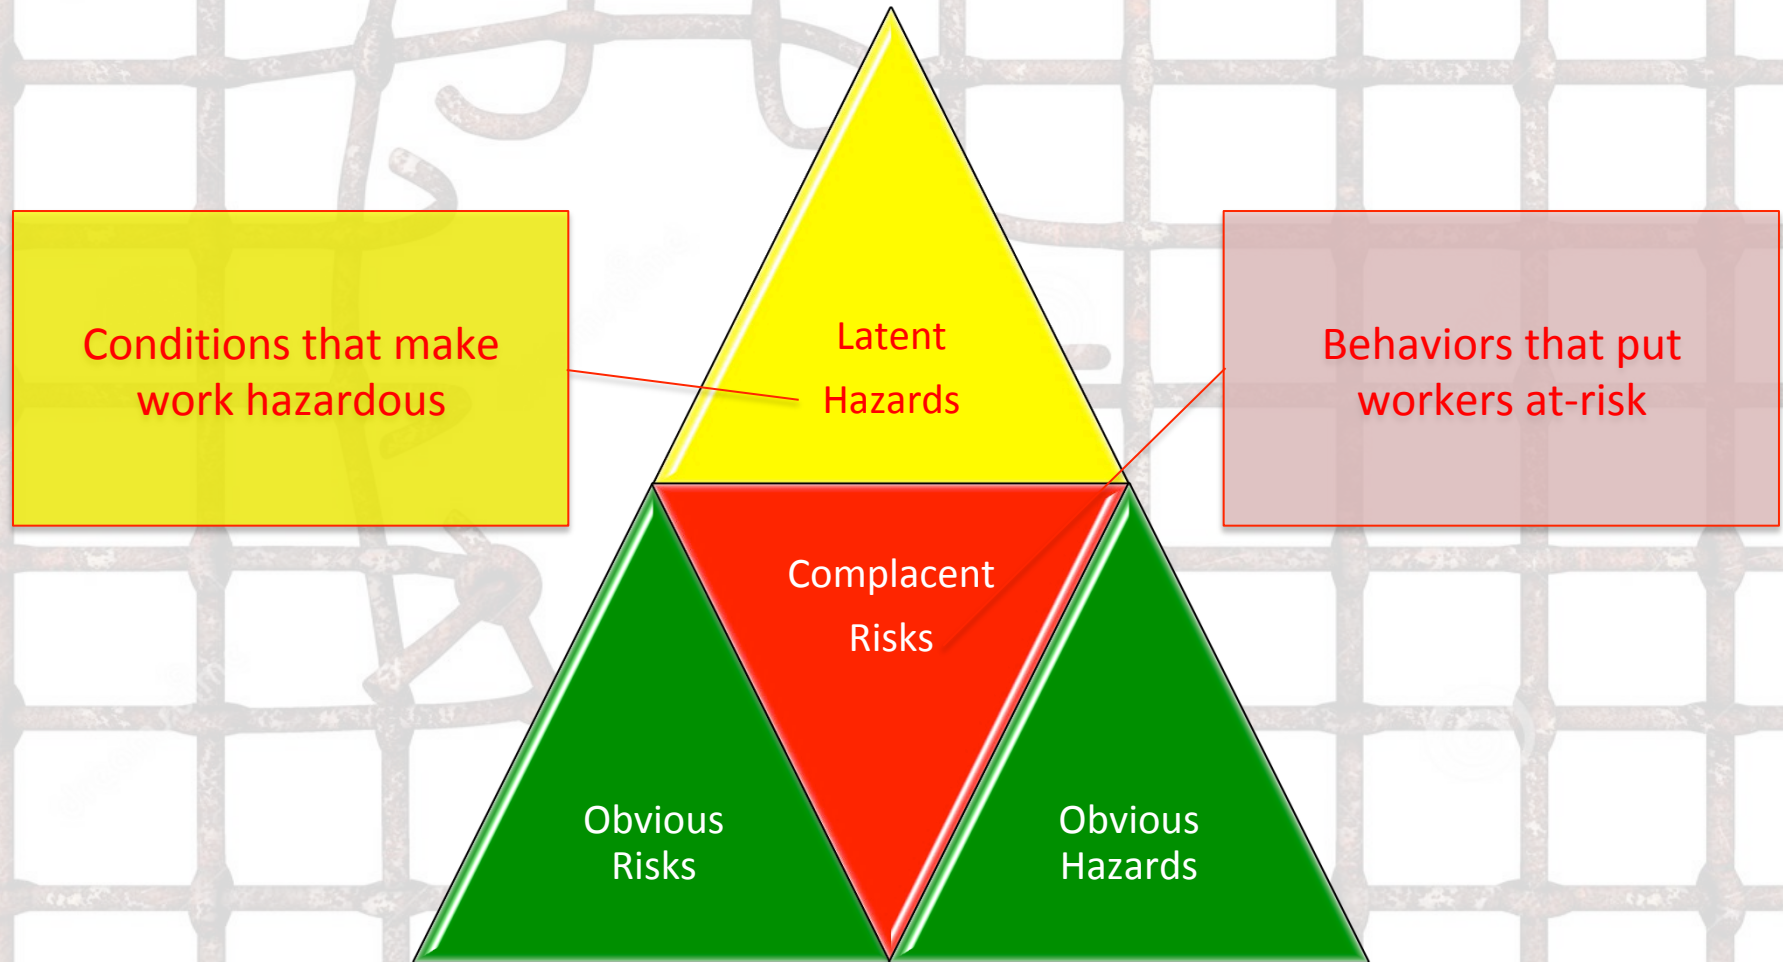 Latent
Hazards
Conditions that make
work hazardous
Behaviors that put
workers at-risk
Complacent
Risks
Obvious
Risks
Obvious
Hazards